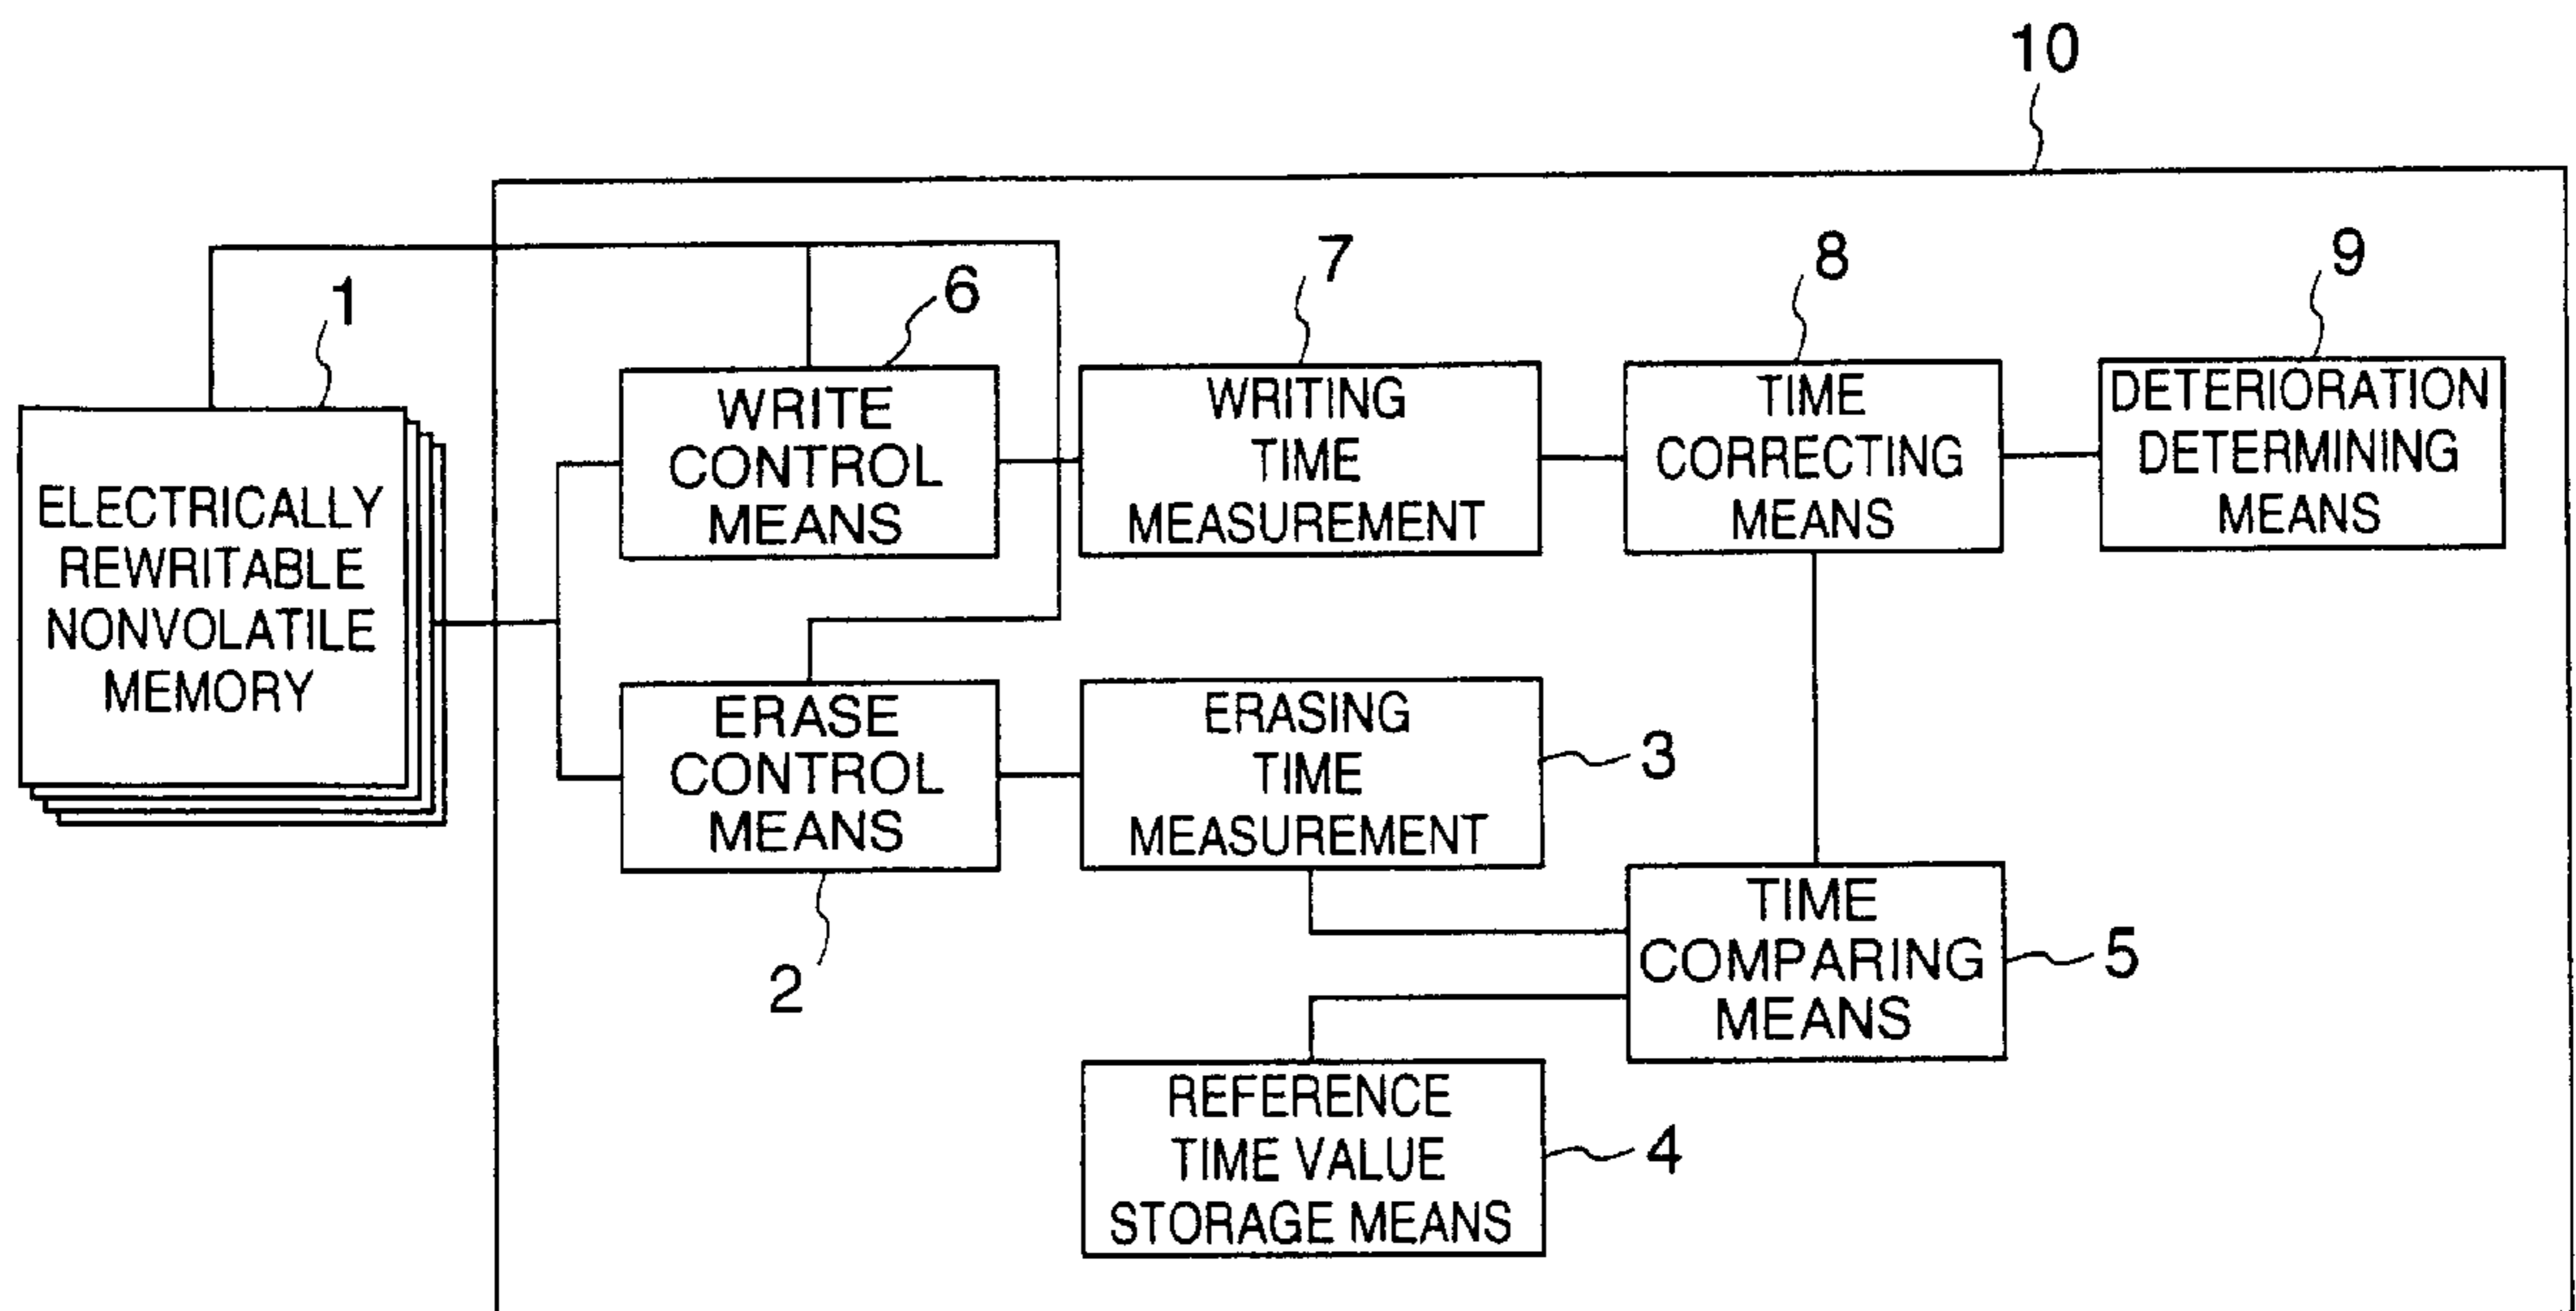 10
1
6
7
8
9
ELECTRICALLY
REWRITABLE
NONVOLATILE
MEMORY
WRITE
CONTROL
MEANS
WRITING
TIME
MEASUREMENT
TIME
CORRECTING
MEANS
DETERIORATION
DETERMINING
MEANS
ERASE
CONTROL
MEANS
2
ERASING
TIME
MEASUREMENT
3
TIME
COMPARING
MEANS
5
REFERENCE
TIME VALUE
STORAGE MEANS
4